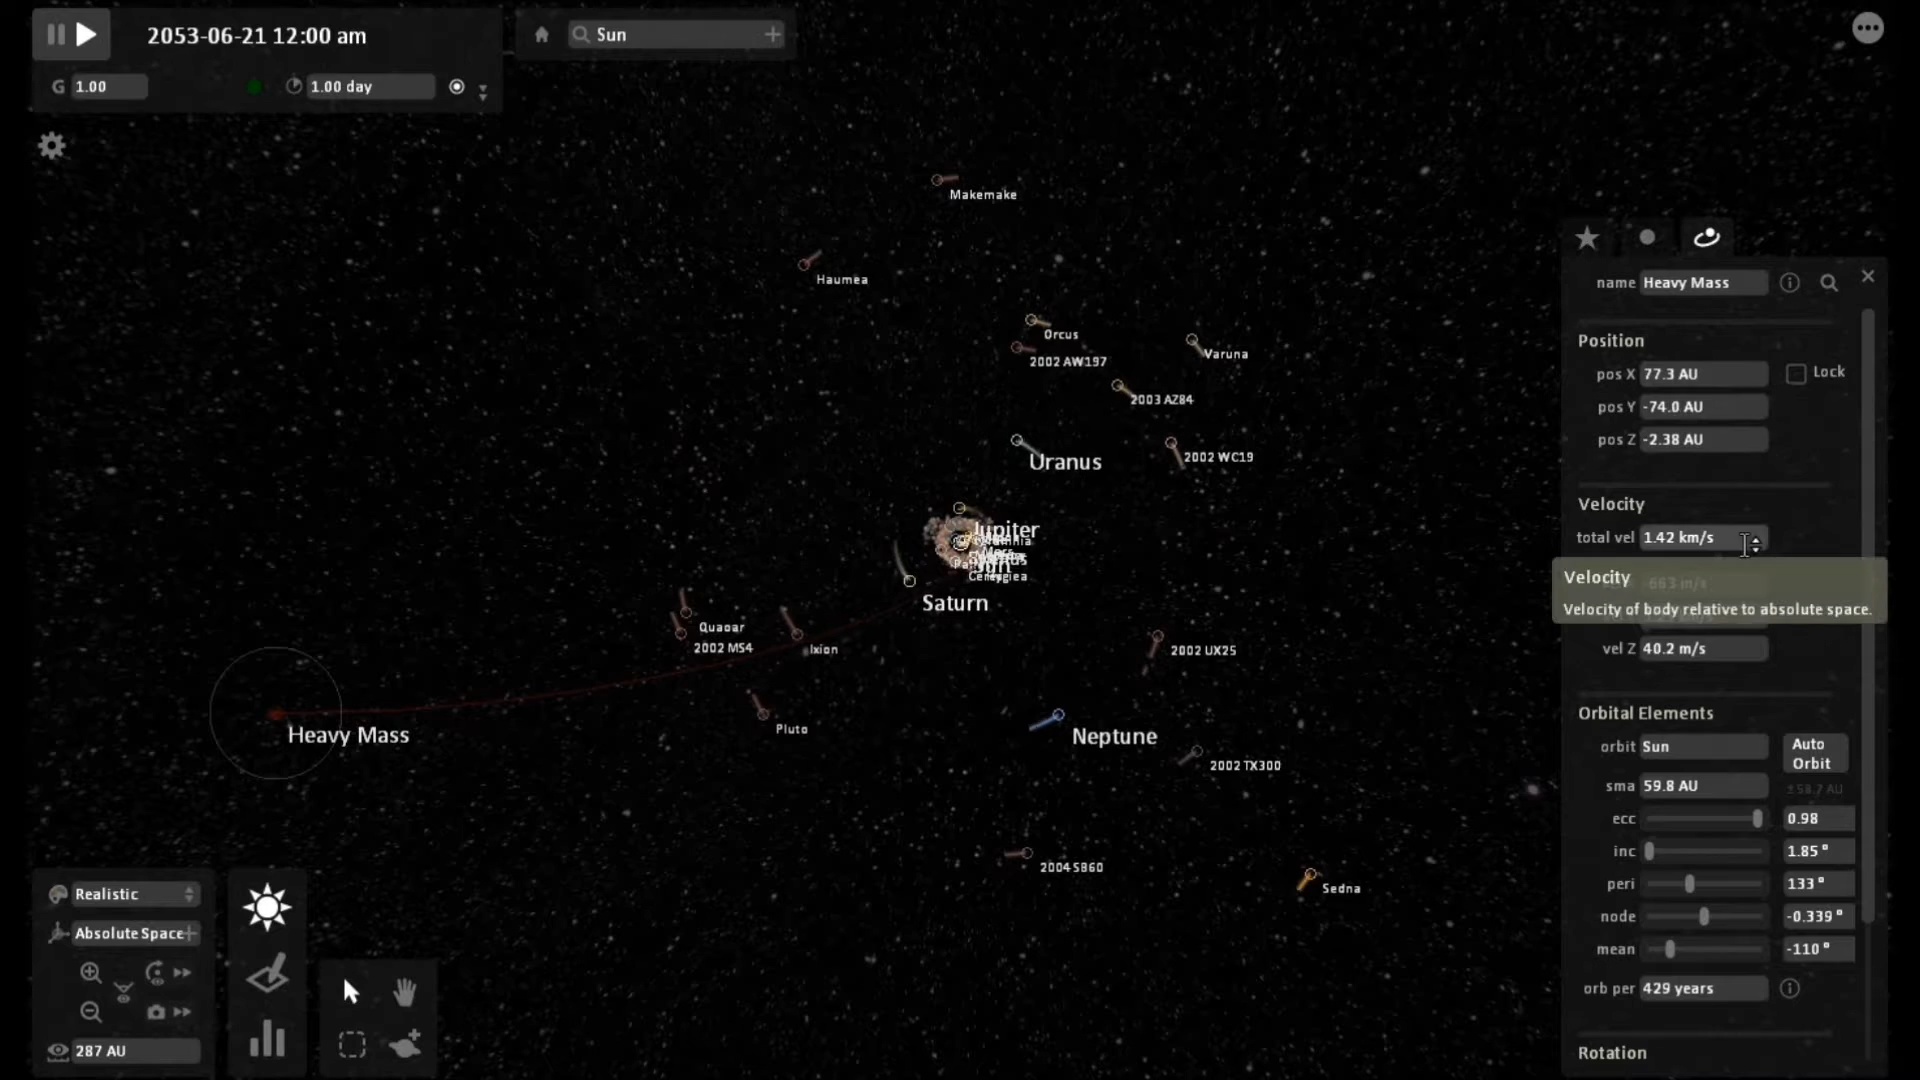 2053-06-21 12:00 am
Sun
G 1.00
1.00 day
Makemake
Haumea
Orcus
2002 AW197
Varuna
2003 AZ84
Uranus
2002 WC19
Jupiter
Sun
Saturn
Quaoar
2002 MS4
Ixion
2002 UX25
Heavy Mass
Pluto
Neptune
2002 TX300
2004 SB60
Sedna
name Heavy Mass
Position
pos X 77.3 AU
Lock
pos Y -74.0 AU
pos Z -2.38 AU
Velocity
total vel 1.42 km/s
Velocity
-663 m/s
Velocity of body relative to absolute space.
vel Z 40.2 m/s
Orbital Elements
orbit Sun
Auto
Orbit
sma 59.8 AU
±58.7 AU
ecc 0.98
inc 1.85 °
peri 133 °
node -0.339 °
mean -110 °
orb per 429 years
Rotation
Realistic
Absolute Space
287 AU